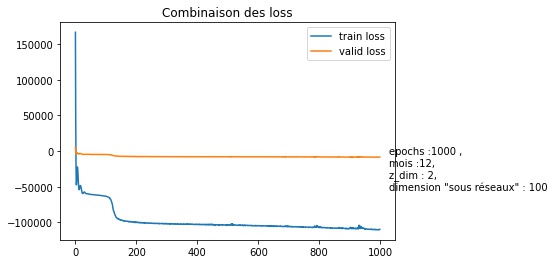 Combinaison des loss
train loss
valid loss
150000
100000
50000
0
−50000
−100000
0
200
400
600
800
1000
epochs :1000 ,
mois :12,
z_dim : 2,
dimension "sous réseaux" : 100